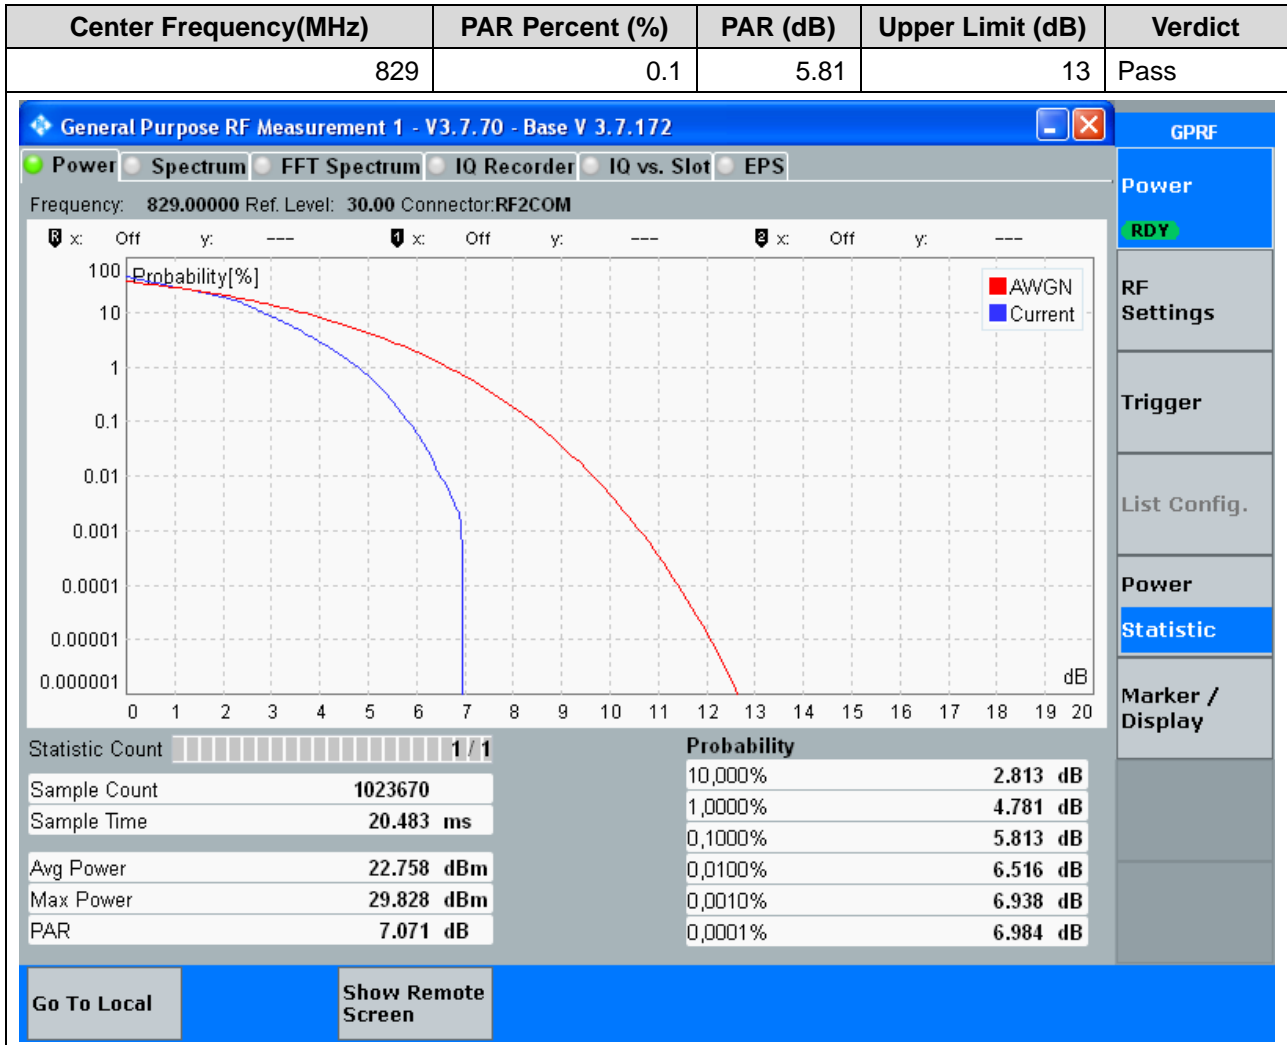 Center Frequency(MHz) PAR Percent (%) PAR (dB) Upper Limit (dB) Verdict
829 0.1 5.81 13 Pass
General Purpose RF Measurement 1 - V3.7.70 - Base V 3.7.172
GPRF
Power Spectrum FFT Spectrum IQ Recorder IQ vs. Slot EPS
Frequency: 829.00000 Ref. Level: 30.00 Connector:RF2COM
R x: Off y: --- 1 x: Off y: --- 2 x: Off y: ---
Probability[%]
AWGN
Current
100
10
1
0.1
0.01
0.001
0.0001
0.00001
0.000001
dB
0 1 2 3 4 5 6 7 8 9 10 11 12 13 14 15 16 17 18 19 20
Statistic Count 1 / 1
Sample Count 1023670
Sample Time 20.483 ms
Avg Power 22.758 dBm
Max Power 29.828 dBm
PAR 7.071 dB
Probability
10,000% 2.813 dB
1,0000% 4.781 dB
0,1000% 5.813 dB
0,0100% 6.516 dB
0,0010% 6.938 dB
0,0001% 6.984 dB
Power
RDY
RF
Settings
Trigger
List Config.
Power
Statistic
Marker /
Display
Go To Local
Show Remote
Screen